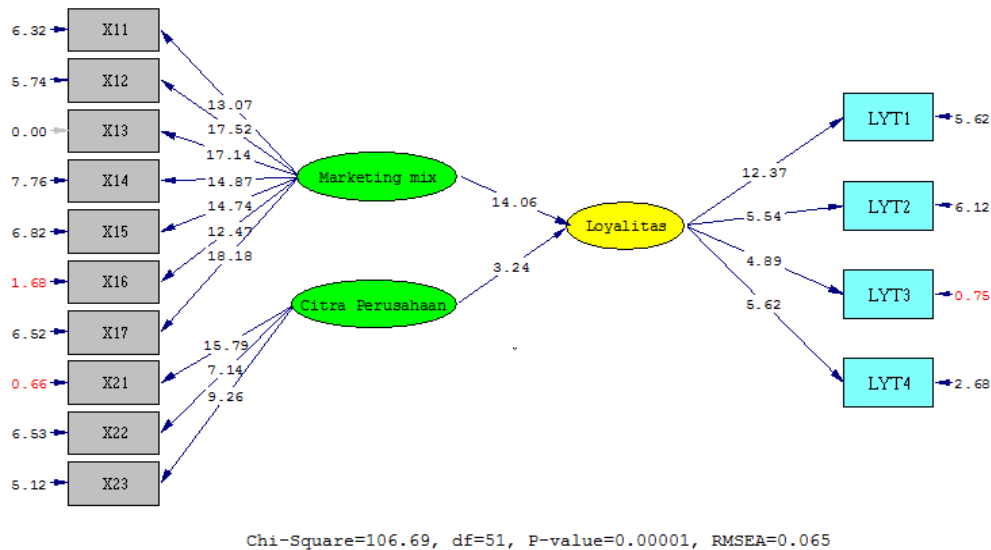 6.32 X11
5.74 X12
0.00 X13
7.76 X14
6.82 X15
1.68 X16
6.52 X17
0.66 X21
6.53 X22
5.12 X23
13.07
17.52
17.14
14.87
14.74
12.47
18.18
15.79
7.14
9.26
Marketing mix
Citra Perusahaan
14.06
3.24
Loyalitas
12.37
5.54
4.89
5.62
LYT1 5.62
LYT2 6.12
LYT3 0.75
LYT4 2.68
Chi-Square=106.69, df=51, P-value=0.00001, RMSEA=0.065